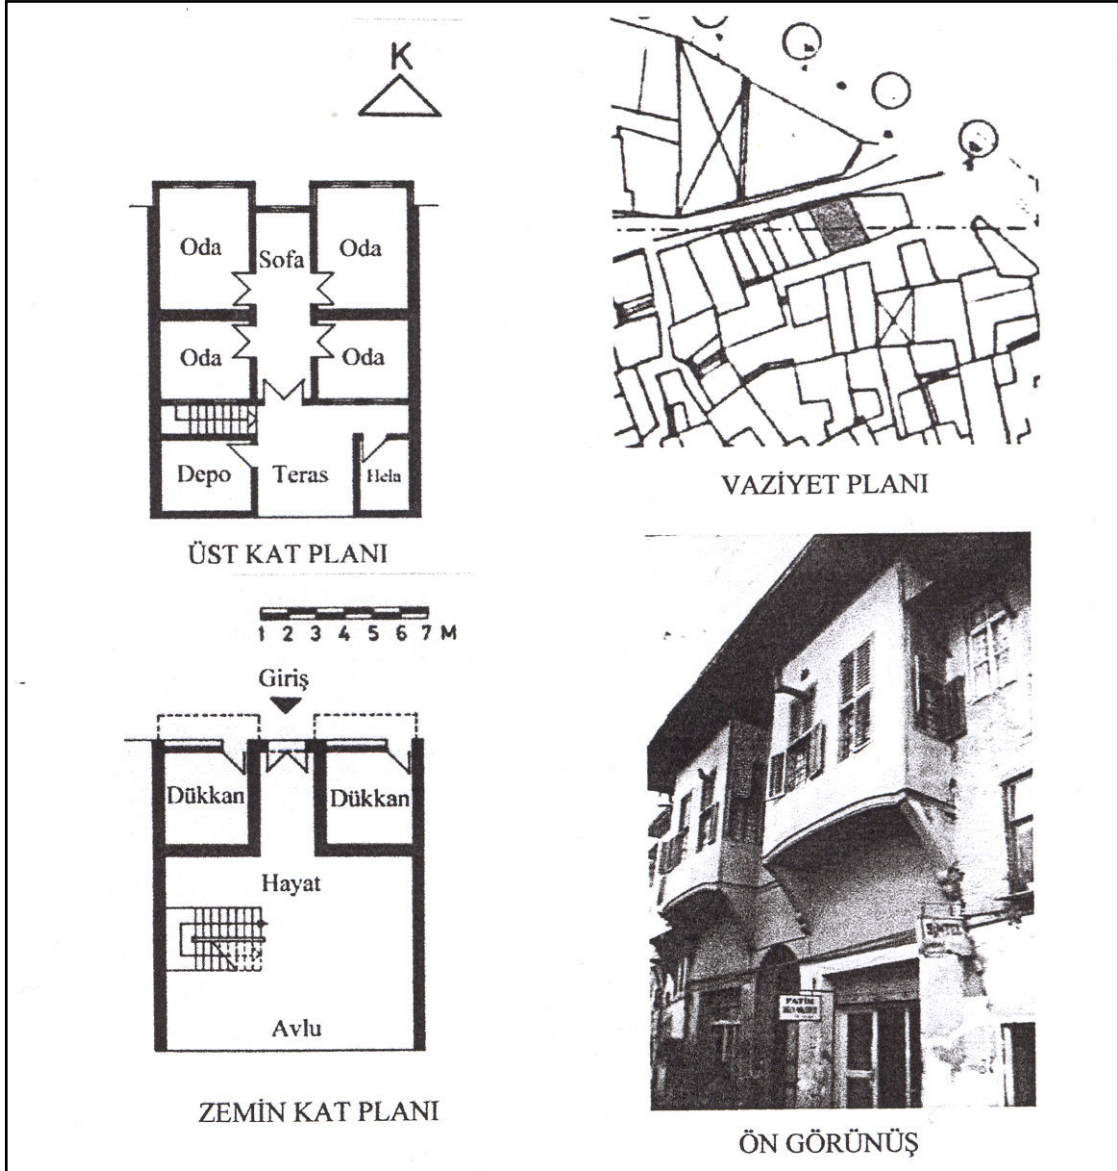 K
Oda
Sofa
Oda
Oda
Oda
Depo
Teras
Hela
ÜST KAT PLANI
1 2 3 4 5 6 7 M
Giriş
Dükkan
Dükkan
Hayat
Avlu
ZEMİN KAT PLANI
VAZİYET PLANI
FATİH
ÖN GÖRÜNÜŞ